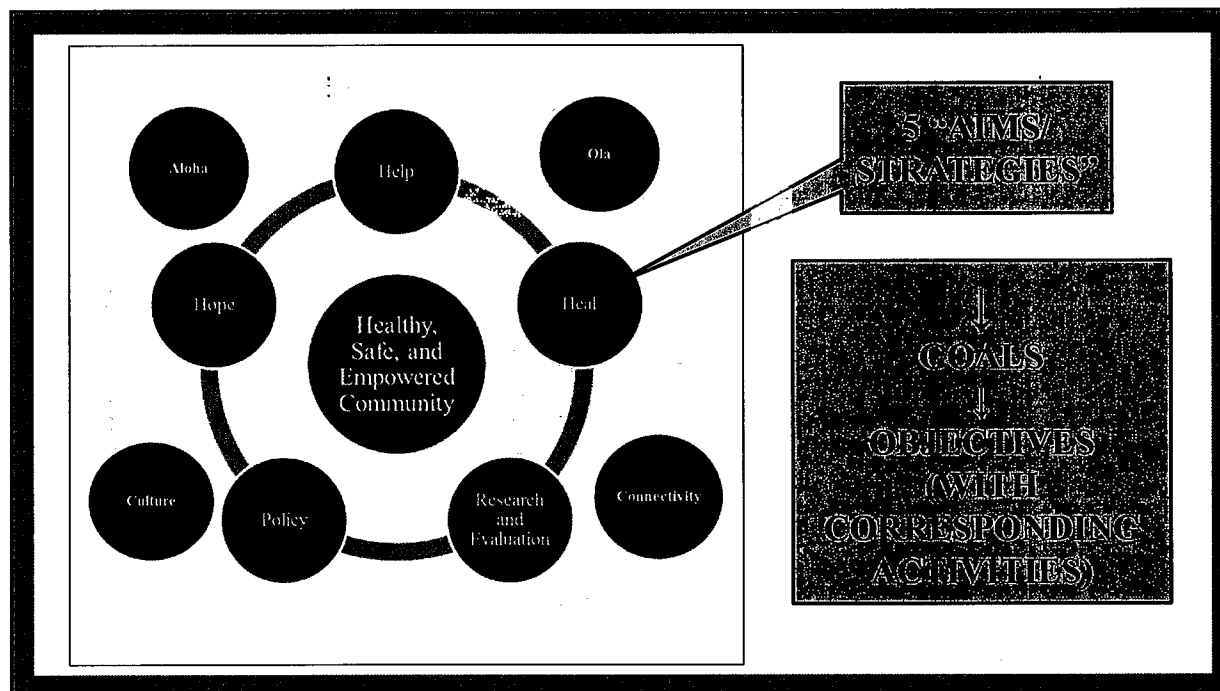 Aloha
Help
Ola
Hope
Heal
Healthy,
Safe, and
Empowered
Community
Culture
Policy
Research
and
Evaluation
Connectivity
5 “AIMS/
STRATEGIES”
↓
GOALS
↓
OBJECTIVES
(WITH
CORRESPONDING
ACTIVITIES)